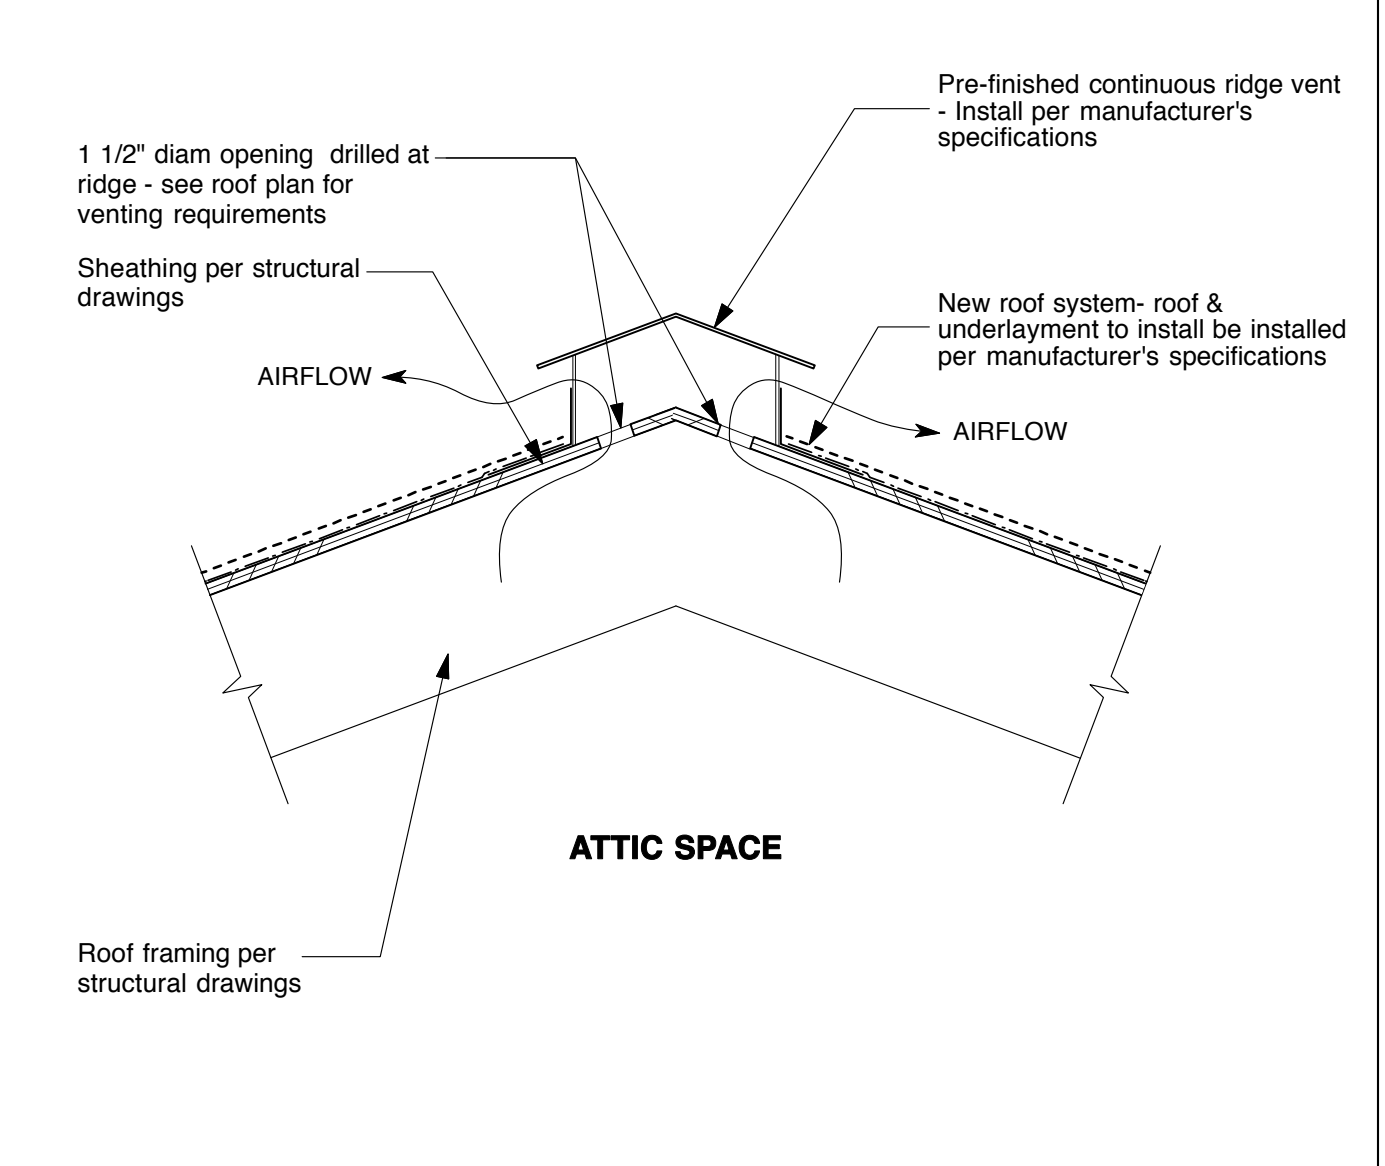 Pre-finished continuous ridge vent
- Install per manufacturer's
specifications
1 1/2" diam opening drilled at
ridge - see roof plan for
venting requirements
Sheathing per structural
drawings
New roof system- roof &
underlayment to install be installed
per manufacturer's specifications
AIRFLOW
AIRFLOW
ATTIC SPACE
Roof framing per
structural drawings